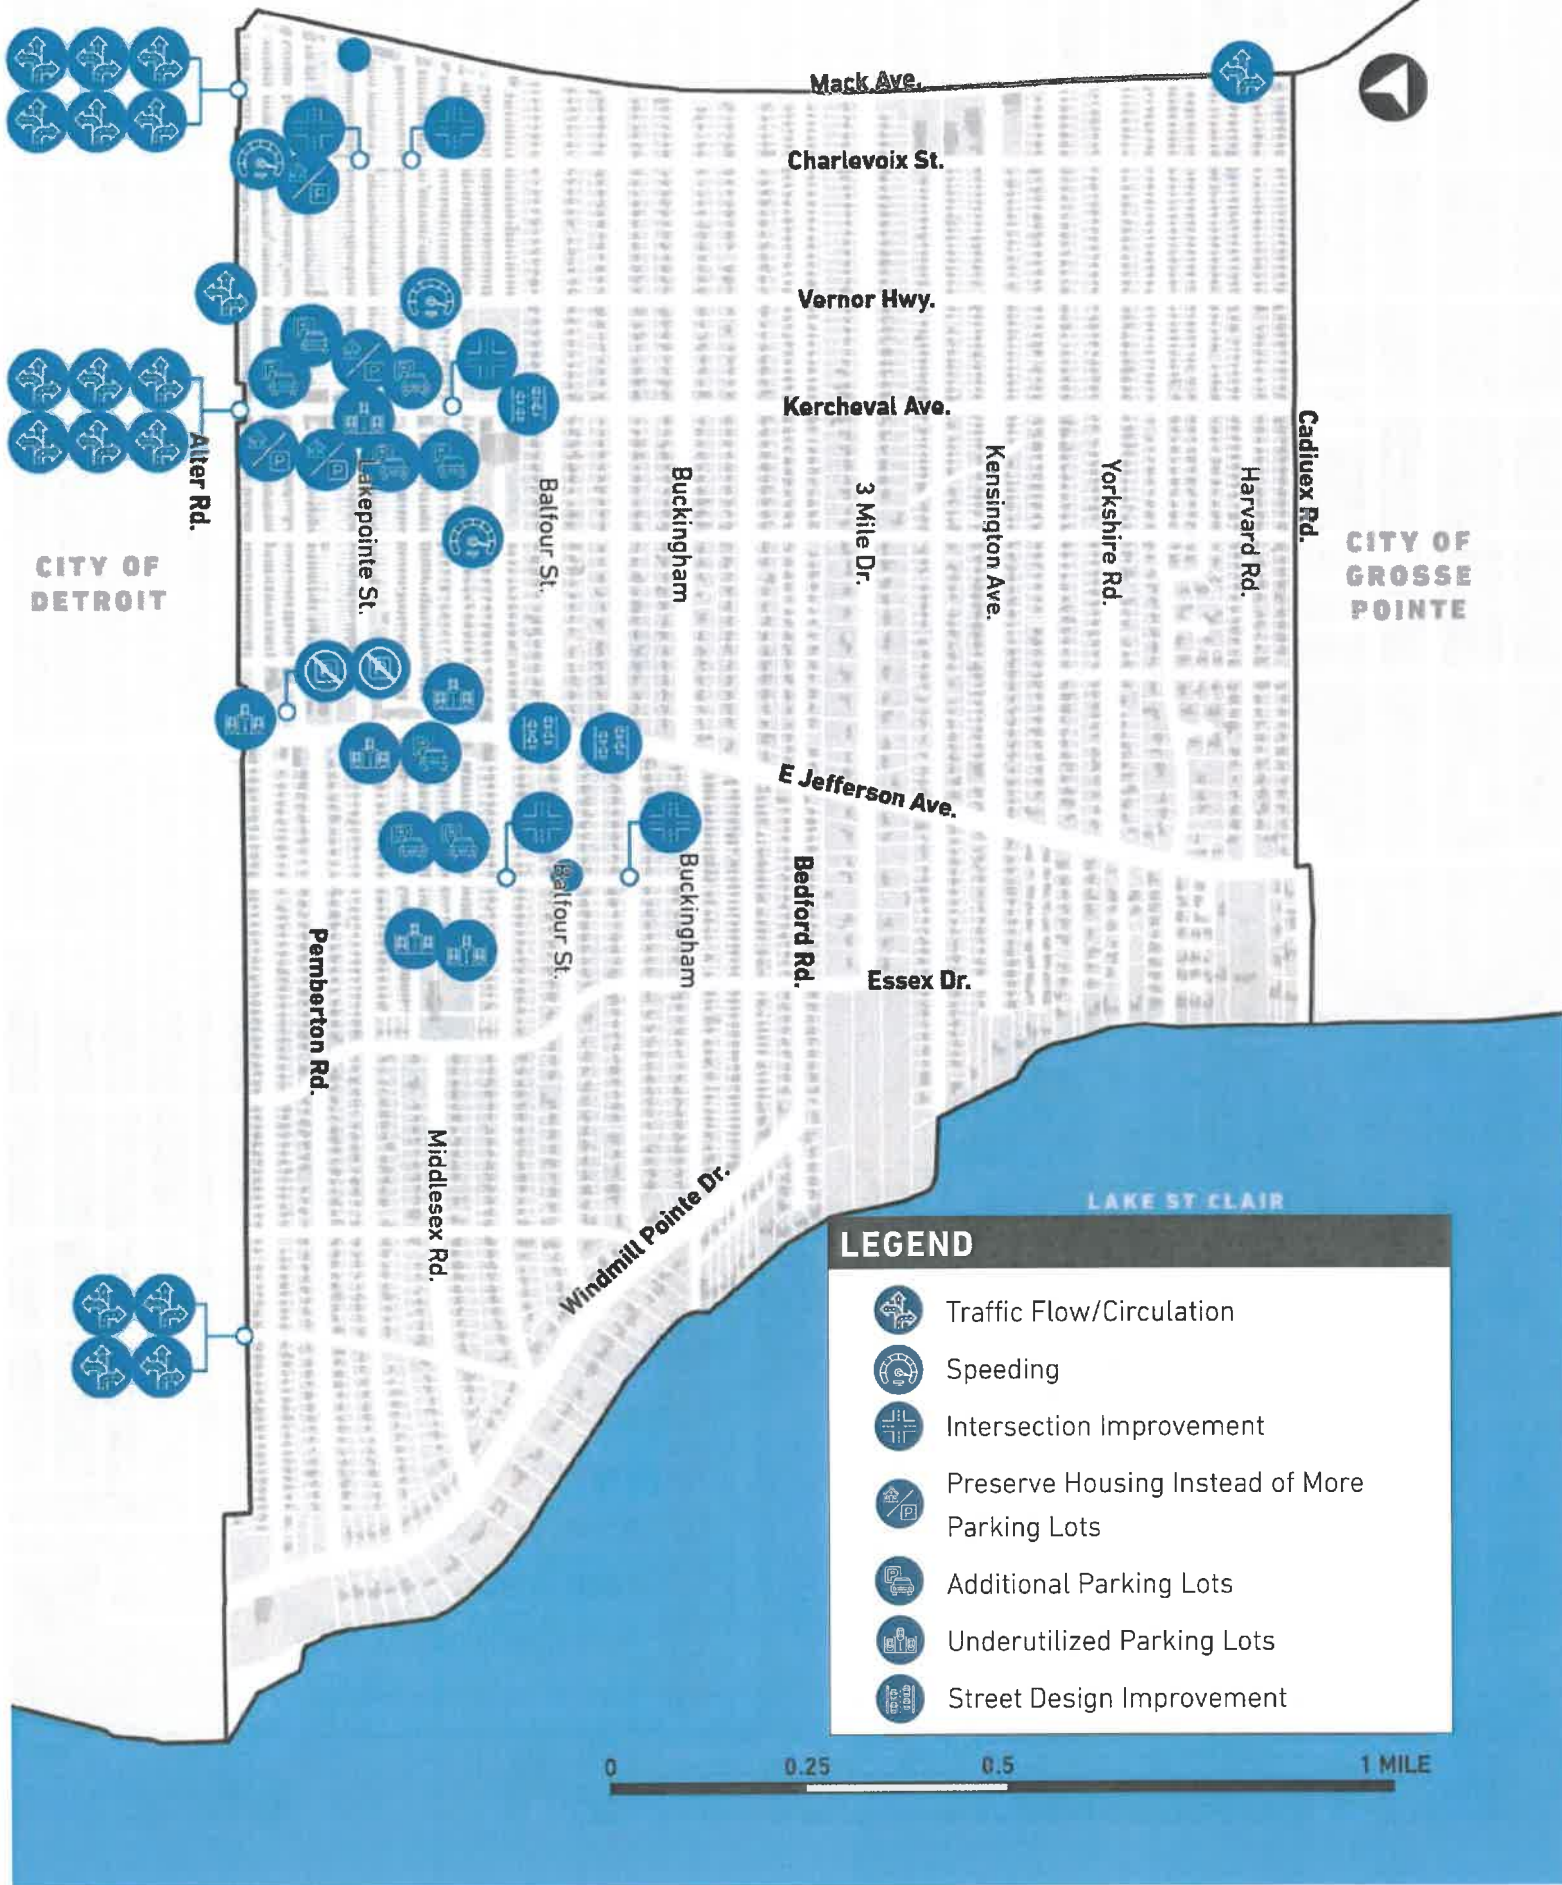 Mack Ave.
Charlevoix St.
Vernor Hwy.
Kercheval Ave.
Alter Rd.
Lakepointe St.
Balfour St.
Buckingham
3 Mile Dr.
Kensington Ave.
Yorkshire Rd.
Harvard Rd.
Cadiuex Rd.
CITY OF
DETROIT
CITY OF
GROSSE
POINTE
E Jefferson Ave.
Balfour St.
Buckingham
Bedford Rd.
Essex Dr.
Pemberton Rd.
Middlesex Rd.
Windmill Pointe Dr.
LAKE ST CLAIR
LEGEND
Traffic Flow/Circulation
Speeding
Intersection Improvement
Preserve Housing Instead of More
Parking Lots
Additional Parking Lots
Underutilized Parking Lots
Street Design Improvement
0 0.25 0.5 1 MILE